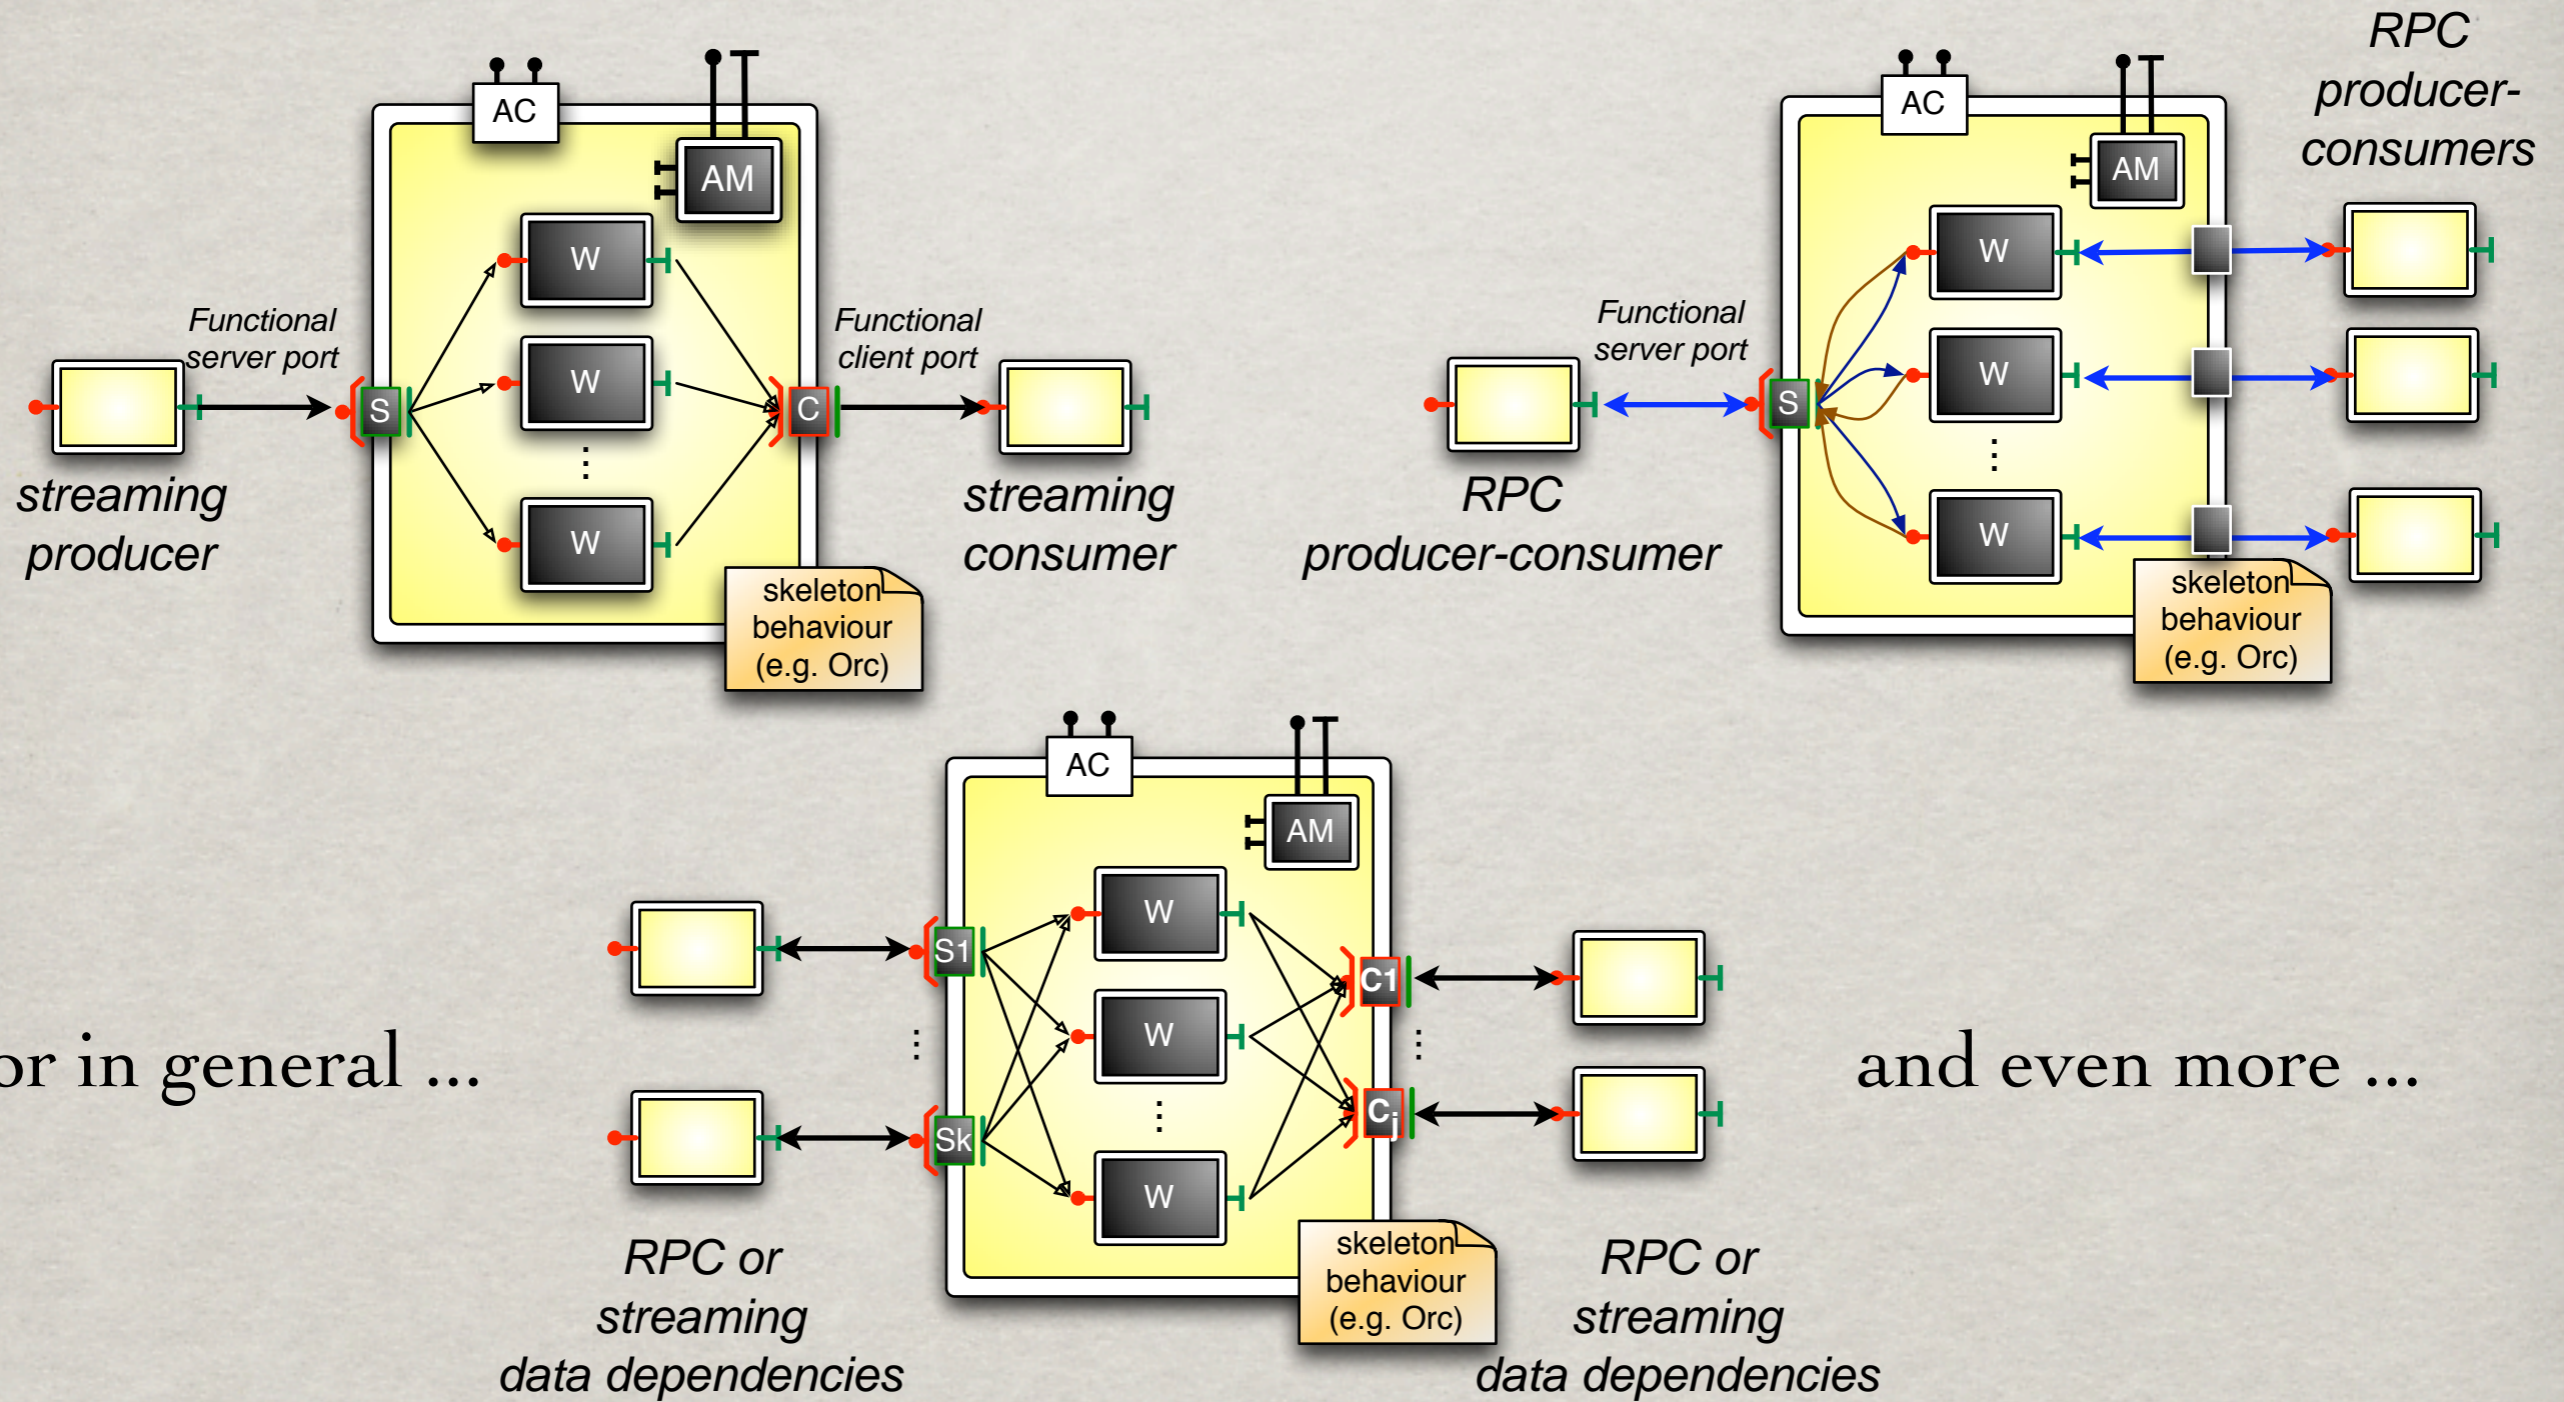 AC
AM
W
W
⋮
W
Functional
server port
S
Functional
client port
C
streaming
producer
streaming
consumer
skeleton
behaviour
(e.g. Orc)
RPC
producer-
consumers
AC
AM
W
W
⋮
W
Functional
server port
S
RPC
producer-consumer
skeleton
behaviour
(e.g. Orc)
AC
AM
W
W
⋮
W
S1
⋮
Sk
C1
⋮
Cj
or in general ...
and even more ...
RPC or
streaming
data dependencies
skeleton
behaviour
(e.g. Orc)
RPC or
streaming
data dependencies